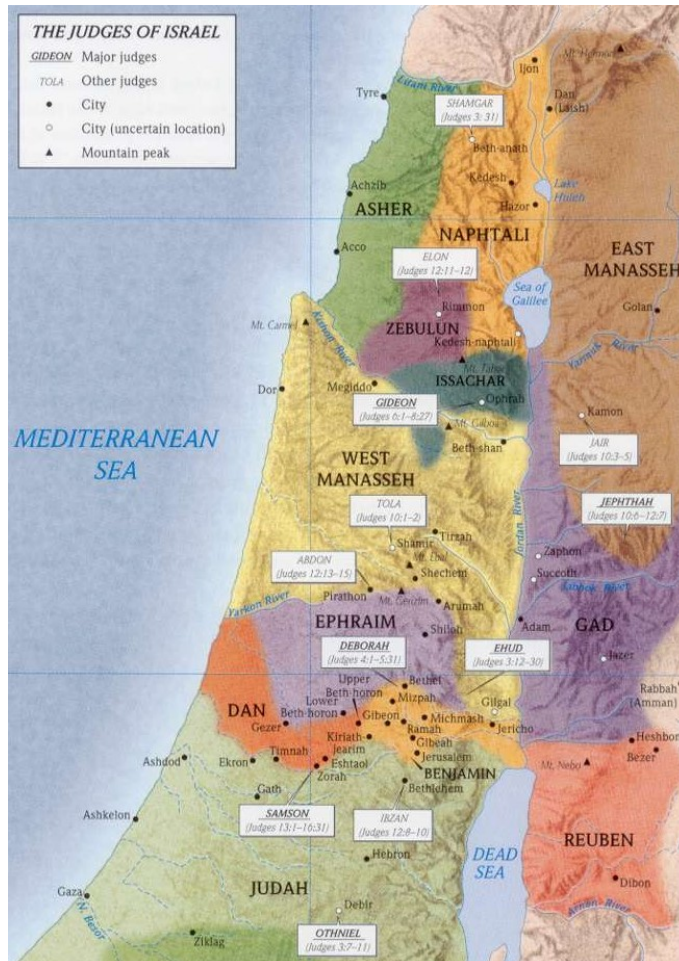 THE JUDGES OF ISRAEL
GIDEON Major judges
TOLA Other judges
City
City (uncertain location)
Mountain peak
Mt. Hermon
Ijon
Litani River
Tyre
Dan
(Laish)
SHAMGAR
(Judges 3: 31)
Beth-anath
Kedesh
Lake
Huleh
Achzib
ASHER
Hazor
NAPHTALI
Acco
EAST
MANASSEH
ELON
(Judges 12:11–12)
Sea of
Galilee
Rimmon
Golan
Mt. Carmel
Kishon River
ZEBULUN
Kedesh-naphtali
Yarmuk River
Mt. Tabor
ISSACHAR
Dor
Megiddo
Ophrah
GIDEON
(Judges 6:1–8:27)
Kamon
Mt. Gilboa
MEDITERRANEAN
SEA
Beth-shan
JAIR
(Judges 10:3–5)
WEST
MANASSEH
JEPHTHAH
(Judges 10:6–12:7)
TOLA
(Judges 10:1–2)
Jordan River
Tirzah
Shamir
Zaphon
Mt. Ebal
ABDON
(Judges 12:13–15)
Shechem
Succoth
Jabbok River
Pirathon
Mt. Gerizim
Arumah
Yarkon River
EPHRAIM
Adam
GAD
Shiloh
DEBORAH
(Judges 4:1–5:31)
EHUD
(Judges 3:12–30)
Jazer
Bethel
Upper
Beth-horon
Mizpah
Rabbah
(Amman)
Lower
Beth-horon
Gilgal
DAN
Gibeon
Michmash
Gezer
Ramah
Jericho
Kiriath
Jearim
Gibeah
Heshbon
Timnah
Jerusalem
Bezer
Ashdod
Ekron
Eshtaol
Zorah
BENJAMIN
Mt. Nebo
Bethlehem
Gath
SAMSON
(Judges 13:1–16:31)
IBZAN
(Judges 12:8–10)
Ashkelon
REUBEN
Hebron
DEAD
SEA
JUDAH
Dibon
Gaza
N. Besor
Debir
Arnon River
OTHNIEL
(Judges 3:7–11)
Ziklag